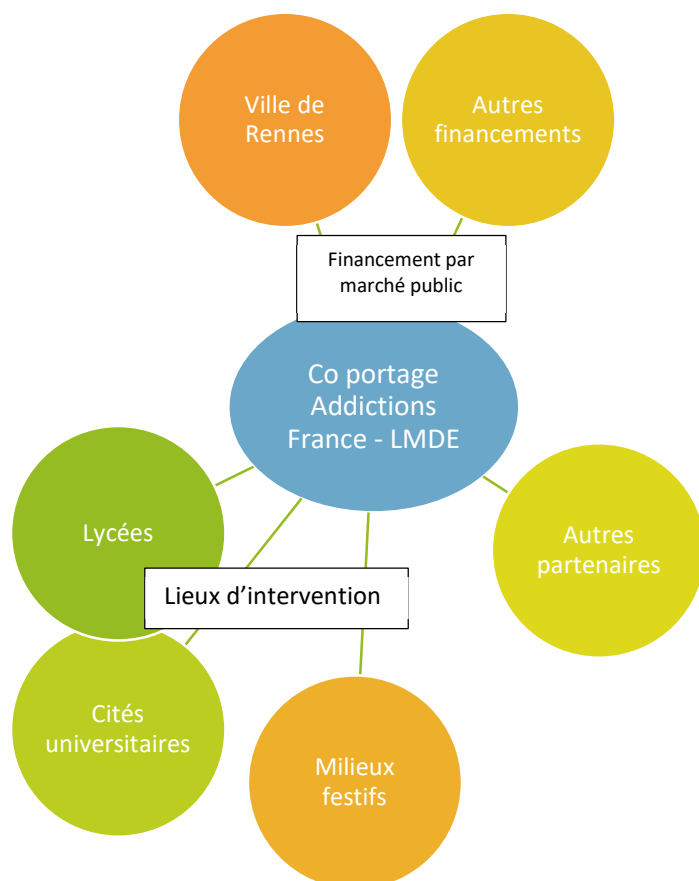 Ville de
Rennes
Autres
financements
Financement par
marché public
Co portage
Addictions
France - LMDE
Lycées
Autres
partenaires
Lieux d’intervention
Cités
universitaires
Milieux
festifs